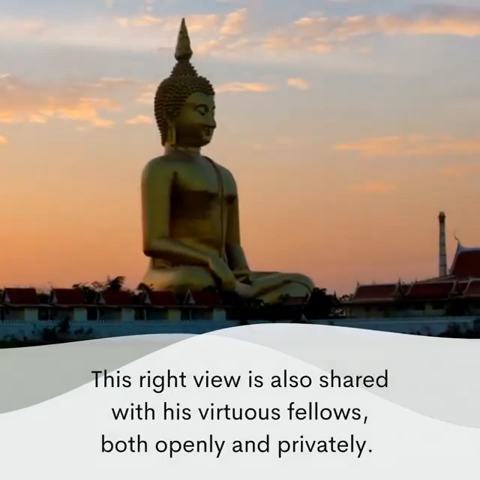 This right view is also shared
with his virtuous fellows,
both openly and privately.